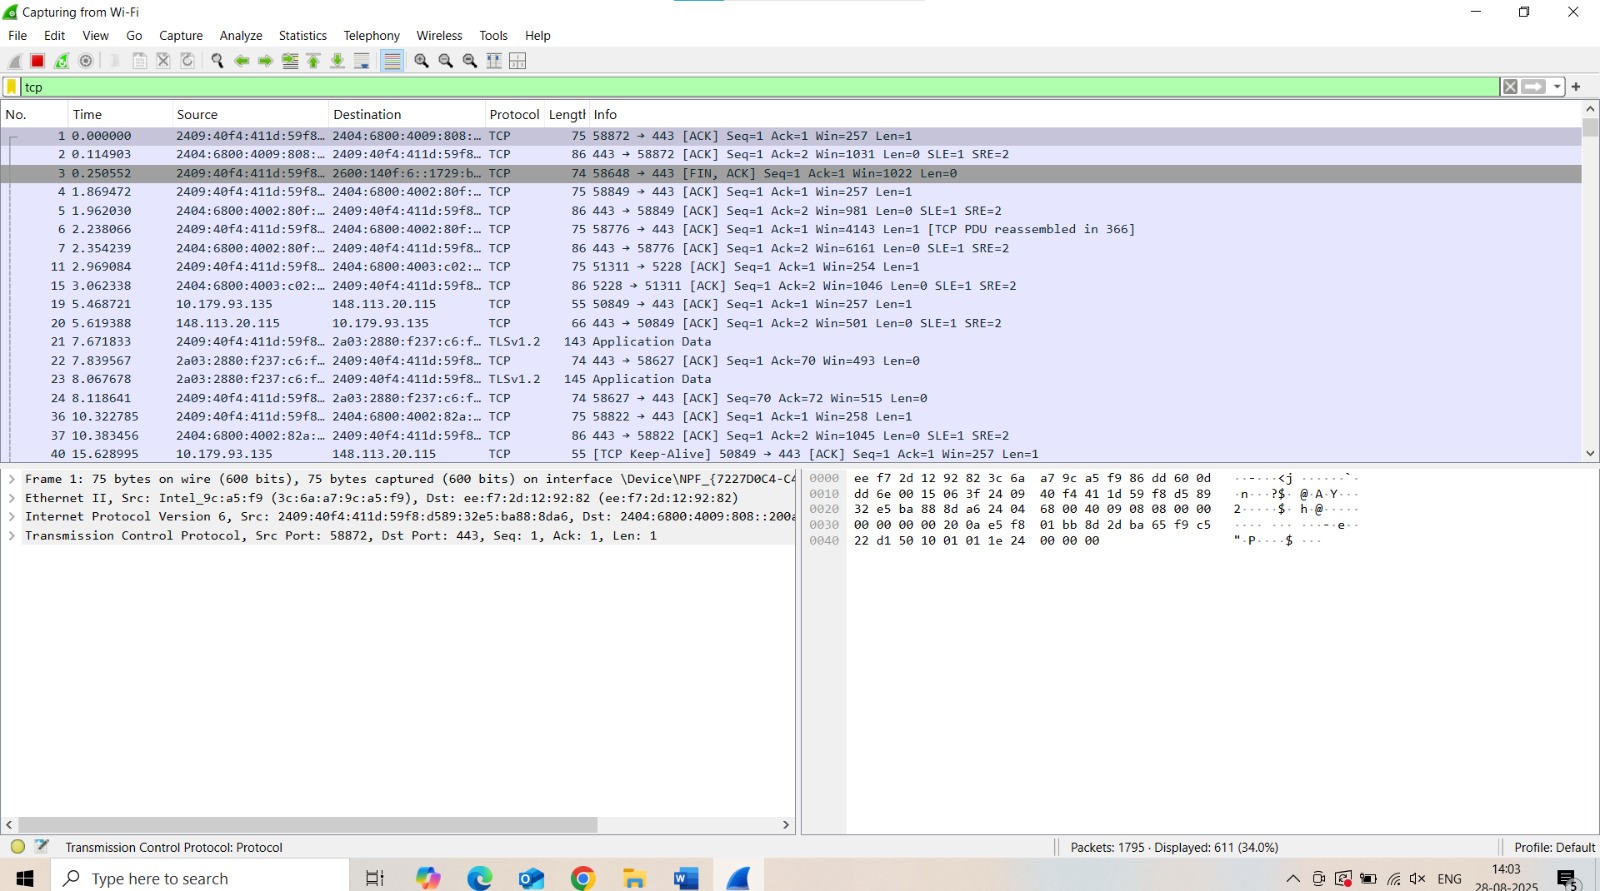 Capturing from Wi-Fi
File Edit View Go Capture Analyze Statistics Telephony Wireless Tools Help
tcp
No. Time Source Destination Protocol Length Info
1 0.000000 2409:40f4:411d:59f8… 2404:6800:4009:808:… TCP 75 58872 → 443 [ACK] Seq=1 Ack=1 Win=257 Len=1
2 0.114903 2404:6800:4009:808:… 2409:40f4:411d:59f8… TCP 86 443 → 58872 [ACK] Seq=1 Ack=2 Win=1031 Len=0 SLE=1 SRE=2
3 0.250552 2409:40f4:411d:59f8… 2600:140f:6::1729:b… TCP 74 58648 → 443 [FIN, ACK] Seq=1 Ack=1 Win=1022 Len=0
4 1.869472 2409:40f4:411d:59f8… 2404:6800:4002:80f:… TCP 75 58849 → 443 [ACK] Seq=1 Ack=1 Win=257 Len=1
5 1.962030 2404:6800:4002:80f:… 2409:40f4:411d:59f8… TCP 86 443 → 58849 [ACK] Seq=1 Ack=2 Win=981 Len=0 SLE=1 SRE=2
6 2.238066 2409:40f4:411d:59f8… 2404:6800:4002:80f:… TCP 75 58776 → 443 [ACK] Seq=1 Ack=1 Win=4143 Len=1 [TCP PDU reassembled in 366]
7 2.354239 2404:6800:4002:80f:… 2409:40f4:411d:59f8… TCP 86 443 → 58776 [ACK] Seq=1 Ack=2 Win=6161 Len=0 SLE=1 SRE=2
11 2.969084 2409:40f4:411d:59f8… 2404:6800:4003:c02:… TCP 75 51311 → 5228 [ACK] Seq=1 Ack=1 Win=254 Len=1
15 3.062338 2404:6800:4003:c02:… 2409:40f4:411d:59f8… TCP 86 5228 → 51311 [ACK] Seq=1 Ack=2 Win=1046 Len=0 SLE=1 SRE=2
19 5.468721 10.179.93.135 148.113.20.115 TCP 55 50849 → 443 [ACK] Seq=1 Ack=1 Win=257 Len=1
20 5.619388 148.113.20.115 10.179.93.135 TCP 66 443 → 50849 [ACK] Seq=1 Ack=2 Win=501 Len=0 SLE=1 SRE=2
21 7.671833 2409:40f4:411d:59f8… 2a03:2880:f237:c6:f… TLSv1.2 143 Application Data
22 7.839567 2a03:2880:f237:c6:f… 2409:40f4:411d:59f8… TCP 74 443 → 58627 [ACK] Seq=1 Ack=70 Win=493 Len=0
23 8.067678 2a03:2880:f237:c6:f… 2409:40f4:411d:59f8… TLSv1.2 145 Application Data
24 8.118641 2409:40f4:411d:59f8… 2a03:2880:f237:c6:f… TCP 74 58627 → 443 [ACK] Seq=70 Ack=72 Win=515 Len=0
36 10.322785 2409:40f4:411d:59f8… 2404:6800:4002:82a:… TCP 75 58822 → 443 [ACK] Seq=1 Ack=1 Win=258 Len=1
37 10.383456 2404:6800:4002:82a:… 2409:40f4:411d:59f8… TCP 86 443 → 58822 [ACK] Seq=1 Ack=2 Win=1045 Len=0 SLE=1 SRE=2
40 15.628995 10.179.93.135 148.113.20.115 TCP 55 [TCP Keep-Alive] 50849 → 443 [ACK] Seq=1 Ack=1 Win=257 Len=1
Frame 1: 75 bytes on wire (600 bits), 75 bytes captured (600 bits) on interface \Device\NPF_{7227D0C4-C4
Ethernet II, Src: Intel_9c:a5:f9 (3c:6a:a7:9c:a5:f9), Dst: ee:f7:2d:12:92:82 (ee:f7:2d:12:92:82)
Internet Protocol Version 6, Src: 2409:40f4:411d:59f8:d589:32e5:ba88:8da6, Dst: 2404:6800:4009:808::200a
Transmission Control Protocol, Src Port: 58872, Dst Port: 443, Seq: 1, Ack: 1, Len: 1
0000 ee f7 2d 12 92 82 3c 6a a7 9c a5 f9 86 dd 60 0d ··-···<j ······`·
0010 dd 6e 00 15 06 3f 24 09 40 f4 41 1d 59 f8 d5 89 ·n···?$· @·A·Y···
0020 32 e5 ba 88 8d a6 24 04 68 00 40 09 08 08 00 00 2·····$· h·@·····
0030 00 00 00 00 20 0a e5 f8 01 bb 8d 2d ba 65 f9 c5 ···· ··· ···-·e··
0040 22 d1 50 10 01 01 1e 24 00 00 00 "·P····$ ···
Transmission Control Protocol: Protocol
Packets: 1795 · Displayed: 611 (34.0%)
Profile: Default
Type here to search
ENG
14:03
28-08-2025
5